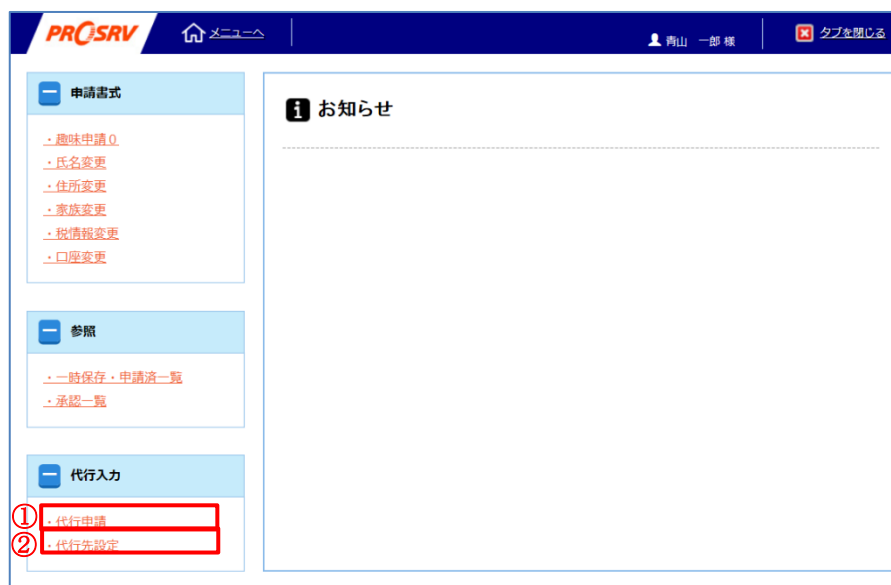 PROSRV メニューへ 青山 一郎 様 タブを閉じる
申請書式
・趣味申請0
・氏名変更
・住所変更
・家族変更
・税情報変更
・口座変更
参照
・一時保存・申請済一覧
・承認一覧
代行入力
①・代行申請
②・代行先設定
お知らせ